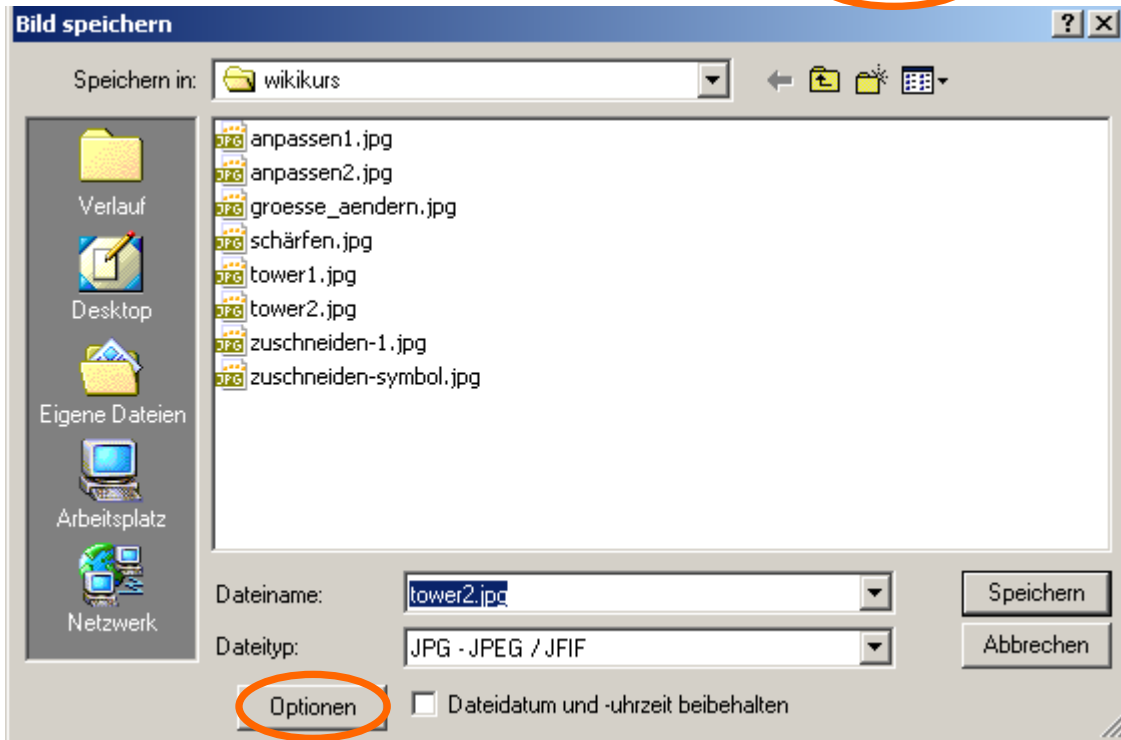 Bild speichern
Speichern in:
wikikurs
Verlauf
Desktop
Eigene Dateien
Arbeitsplatz
Netzwerk
anpassen1.jpg
anpassen2.jpg
groesse_aendern.jpg
schärfen.jpg
tower1.jpg
tower2.jpg
zuschneiden-1.jpg
zuschneiden-symbol.jpg
Dateiname:
tower2.jpg
Speichern
Dateityp:
JPG - JPEG / JFIF
Abbrechen
Optionen
Dateidatum und -uhrzeit beibehalten